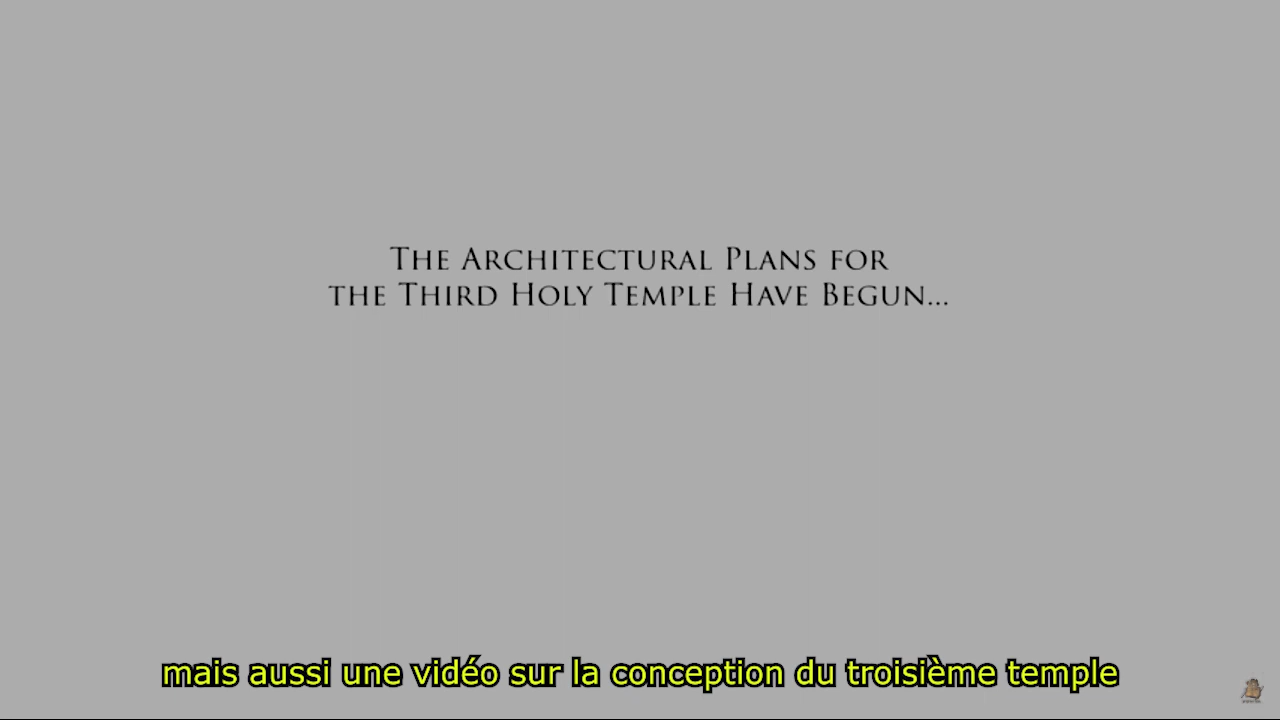 The Architectural Plans for
the Third Holy Temple Have Begun...
mais aussi une vidéo sur la conception du troisième temple